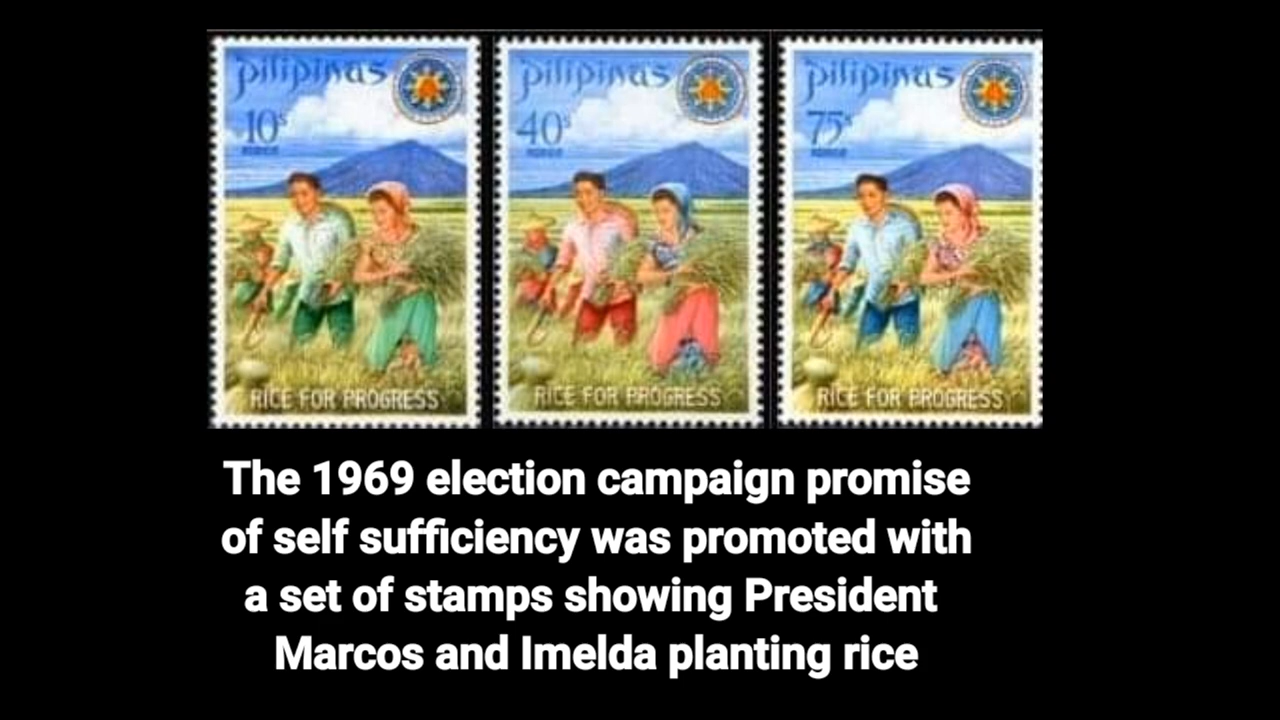 pilipinas
10s
pilipinas
40s
pilipinas
75s
RICE FOR PROGRESS
RICE FOR PROGRESS
RICE FOR PROGRESS
The 1969 election campaign promise
of self sufficiency was promoted with
a set of stamps showing President
Marcos and Imelda planting rice